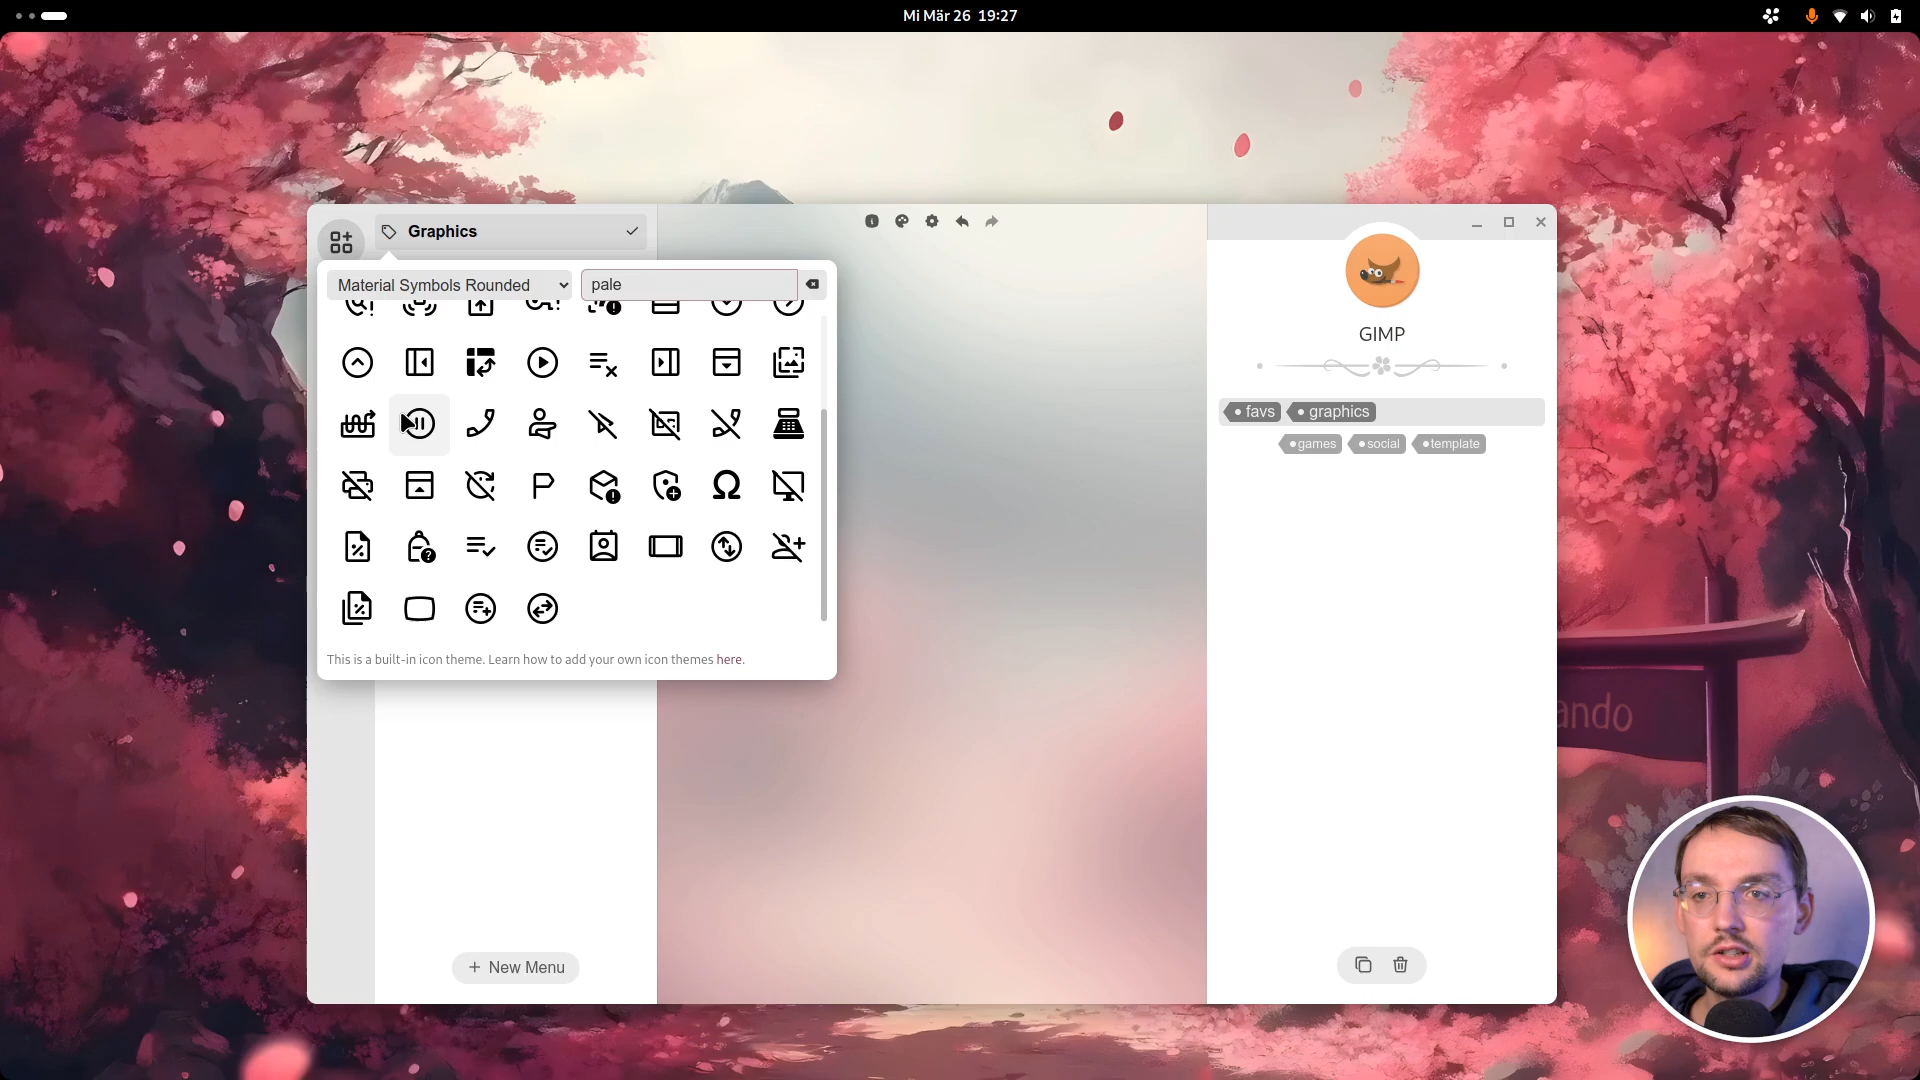 Mi Mär 26 19:27
Graphics
Material Symbols Rounded
pale
This is a built-in icon theme. Learn how to add your own icon themes here.
New Menu
GIMP
favs
graphics
games
social
template
ando